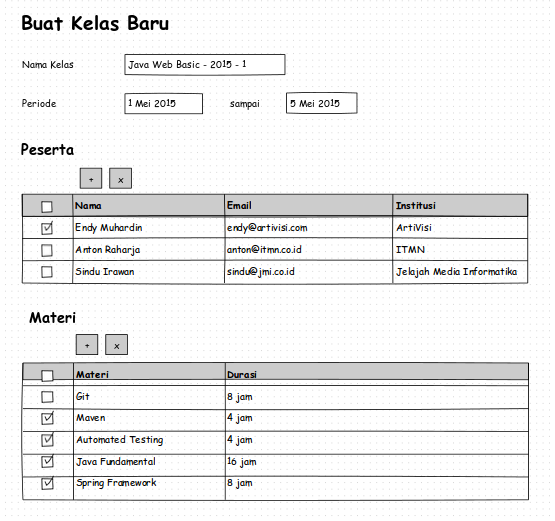 Buat Kelas Baru
Nama Kelas Java Web Basic - 2015 - 1
Periode 1 Mei 2015 sampai 5 Mei 2015
Peserta
+ x
Nama Email Institusi
Endy Muhardin endy@artivisi.com ArtiVisi
Anton Raharja anton@itmn.co.id ITMN
Sindu Irawan sindu@jmi.co.id Jelajah Media Informatika
Materi
+ x
Materi Durasi
Git 8 jam
Maven 4 jam
Automated Testing 4 jam
Java Fundamental 16 jam
Spring Framework 8 jam